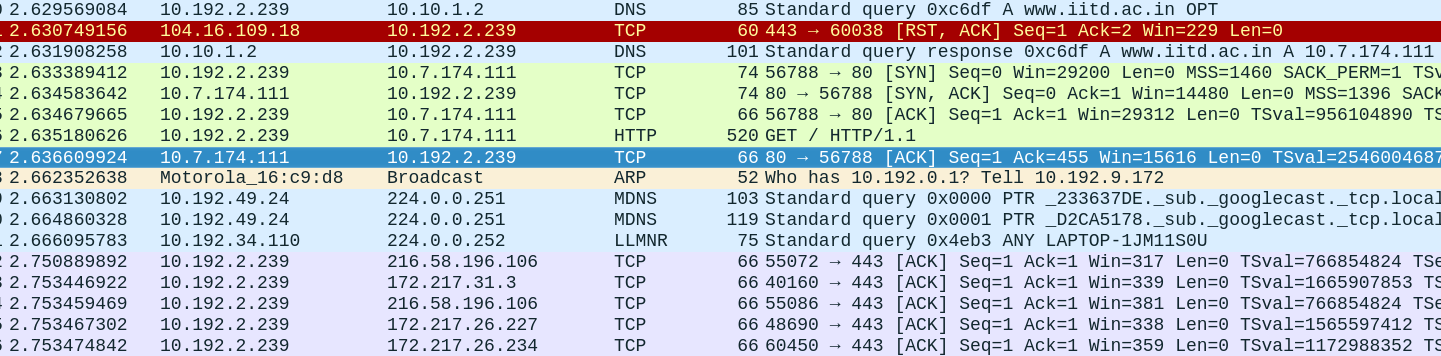 2.629569084 10.192.2.239 10.10.1.2 DNS 85 Standard query 0xc6df A www.iitd.ac.in OPT
2.630749156 104.16.109.18 10.192.2.239 TCP 60 443 → 60038 [RST, ACK] Seq=1 Ack=2 Win=229 Len=0
2.631908258 10.10.1.2 10.192.2.239 DNS 101 Standard query response 0xc6df A www.iitd.ac.in A 10.7.174.111
2.633389412 10.192.2.239 10.7.174.111 TCP 74 56788 → 80 [SYN] Seq=0 Win=29200 Len=0 MSS=1460 SACK_PERM=1
2.634583642 10.7.174.111 10.192.2.239 TCP 74 80 → 56788 [SYN, ACK] Seq=0 Ack=1 Win=14480 Len=0 MSS=1396 SACK
2.634679665 10.192.2.239 10.7.174.111 TCP 66 56788 → 80 [ACK] Seq=1 Ack=1 Win=29312 Len=0 TSval=956104890
2.635180626 10.192.2.239 10.7.174.111 HTTP 520 GET / HTTP/1.1
2.636609924 10.7.174.111 10.192.2.239 TCP 66 80 → 56788 [ACK] Seq=1 Ack=455 Win=15616 Len=0 TSval=2546004687
2.662352638 Motorola_16:c9:d8 Broadcast ARP 52 Who has 10.192.0.1? Tell 10.192.9.172
2.663130802 10.192.49.24 224.0.0.251 MDNS 103 Standard query 0x0000 PTR _233637DE._sub._googlecast._tcp.local
2.664860328 10.192.49.24 224.0.0.251 MDNS 119 Standard query 0x0001 PTR _D2CA5178._sub._googlecast._tcp.local
2.666095783 10.192.34.110 224.0.0.252 LLMNR 75 Standard query 0x4eb3 ANY LAPTOP-1JM11S0U
2.750889892 10.192.2.239 216.58.196.106 TCP 66 55072 → 443 [ACK] Seq=1 Ack=1 Win=317 Len=0 TSval=766854824
2.753446922 10.192.2.239 172.217.31.3 TCP 66 40160 → 443 [ACK] Seq=1 Ack=1 Win=339 Len=0 TSval=1665907853
2.753459469 10.192.2.239 216.58.196.106 TCP 66 55086 → 443 [ACK] Seq=1 Ack=1 Win=381 Len=0 TSval=766854824
2.753467302 10.192.2.239 172.217.26.227 TCP 66 48690 → 443 [ACK] Seq=1 Ack=1 Win=338 Len=0 TSval=1565597412
2.753474842 10.192.2.239 172.217.26.234 TCP 66 60450 → 443 [ACK] Seq=1 Ack=1 Win=359 Len=0 TSval=1172988352